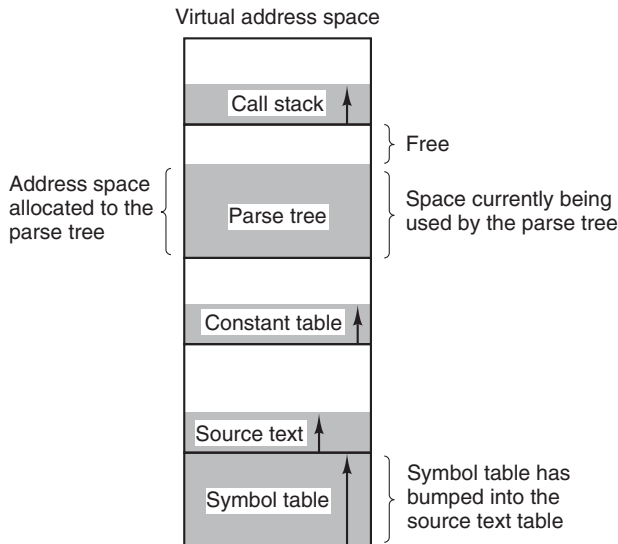 Virtual address space
Call stack
Free
Address space
allocated to the
parse tree
Parse tree
Space currently being
used by the parse tree
Constant table
Source text
Symbol table
Symbol table has
bumped into the
source text table